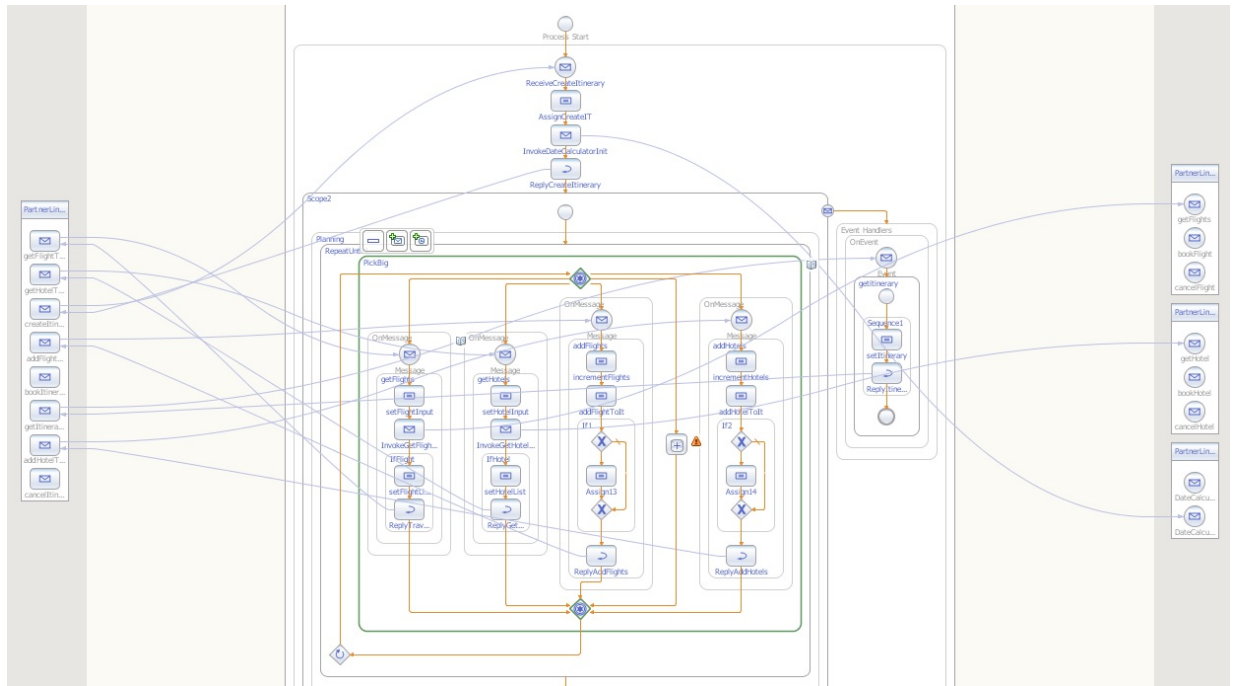 Process Start
ReceiveCreateItinerary
AssignCreateIT
InvokeDateCalculatorInit
ReplyCreateItinerary
Scope2
Planning
RepeatUnt
PickBig
PartnerLin...
getFlightT...
getHotelT...
createItin...
addFlight...
bookItiner...
getItinera...
addHotelT...
cancelItin...
OnMessage
Message
getFlights
setFlightInput
InvokeGetFligh...
IfFlight
setFlightLi...
ReplyTrav...
OnMessage
Message
getHotels
setHotelInput
InvokeGetHotel...
IfHotel
setHotelList
ReplyGet...
OnMessage
Message
addFlights
incrementFlights
addFlightToIt
If1
Assign13
ReplyAddFlights
OnMessage
Message
addHotels
incrementHotels
addHotelToIt
If2
Assign14
ReplyAddHotels
Event Handlers
OnEvent
Event
getItinerary
Sequence1
setItinerary
ReplyItine...
PartnerLin...
getFlights
bookFlight
cancelFlight
PartnerLin...
getHotel
bookHotel
cancelHotel
PartnerLin...
DateCalcu...
DateCalcu...